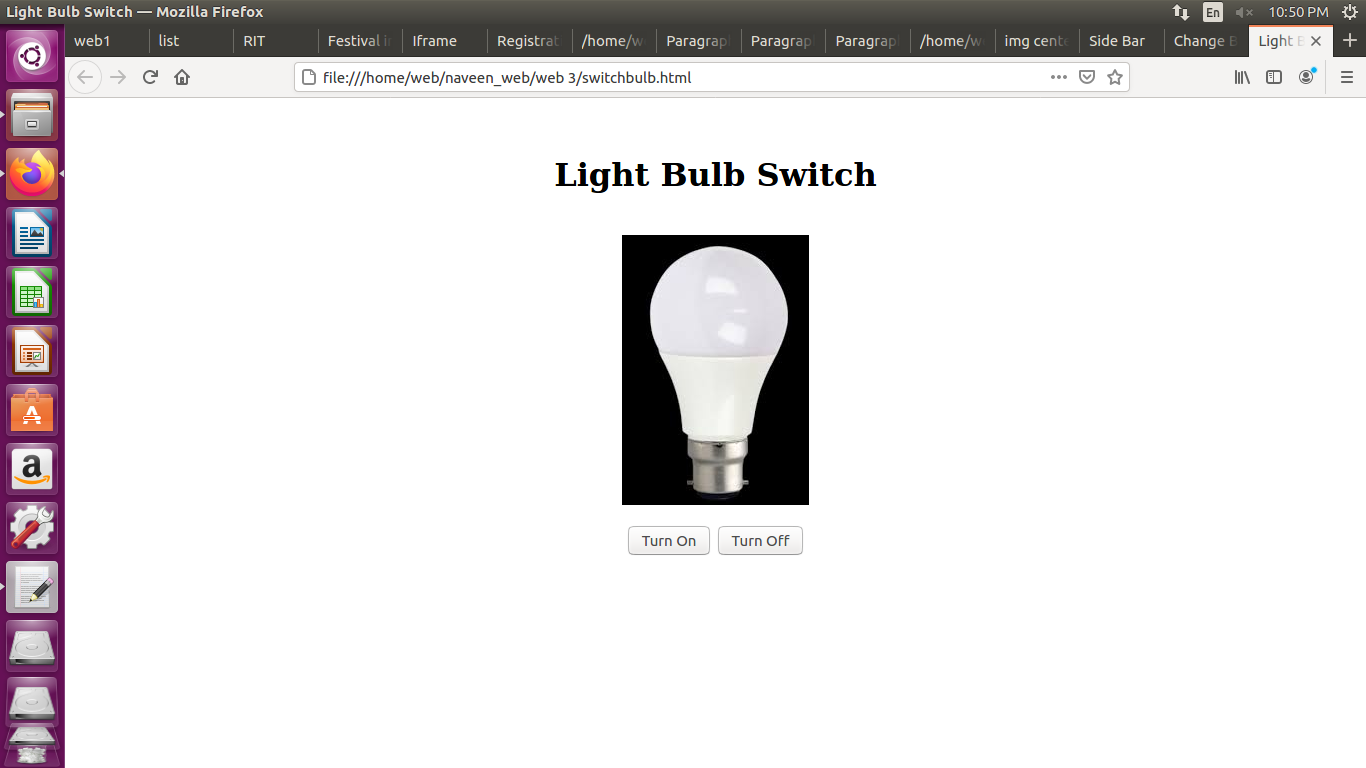 Light Bulb Switch — Mozilla Firefox
En
10:50 PM
web1
list
RIT
Festival i
Iframe
Registrat
/home/w
Paragrap
Paragrap
Paragrap
/home/w
img cente
Side Bar
Change B
Light B
file:///home/web/naveen_web/web 3/switchbulb.html
Light Bulb Switch
Turn On
Turn Off